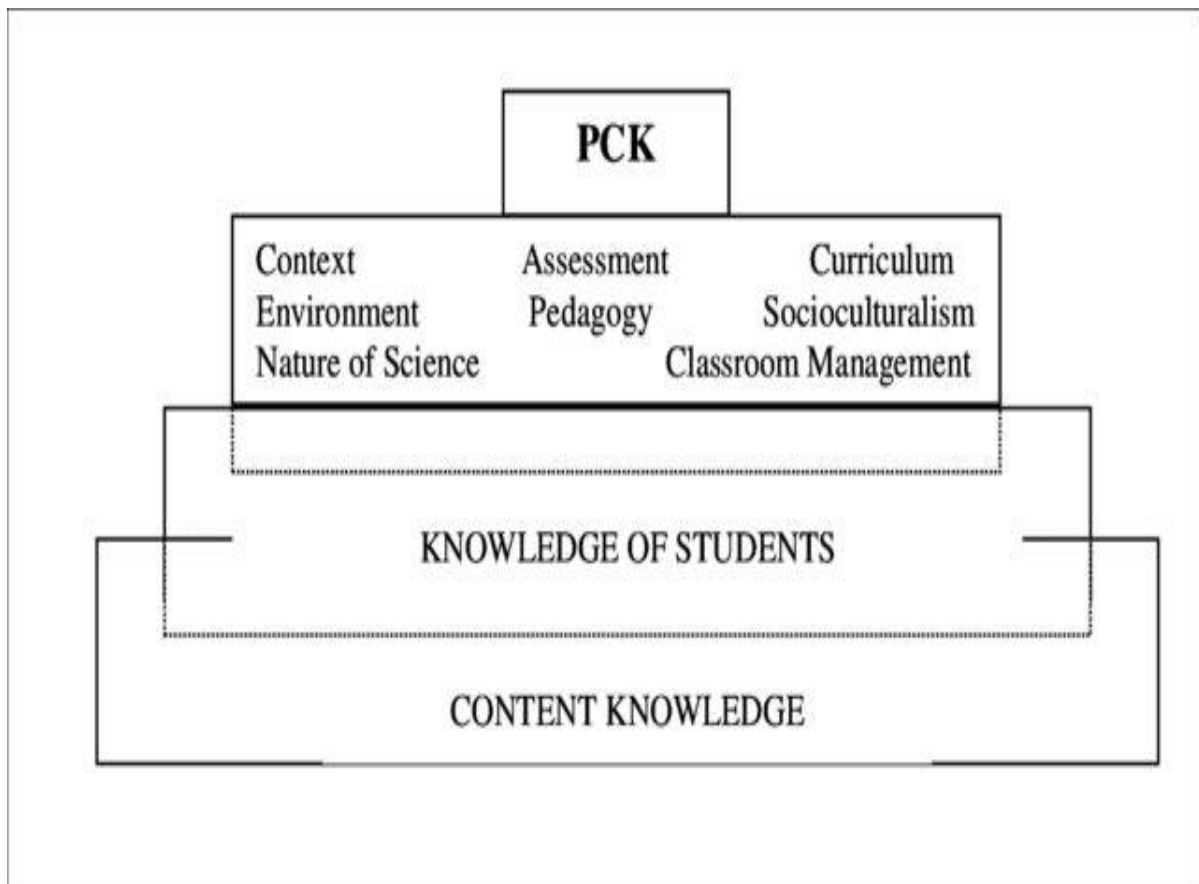 PCK
Context Assessment Curriculum
Environment Pedagogy Socioculturalism
Nature of Science Classroom Management
KNOWLEDGE OF STUDENTS
CONTENT KNOWLEDGE